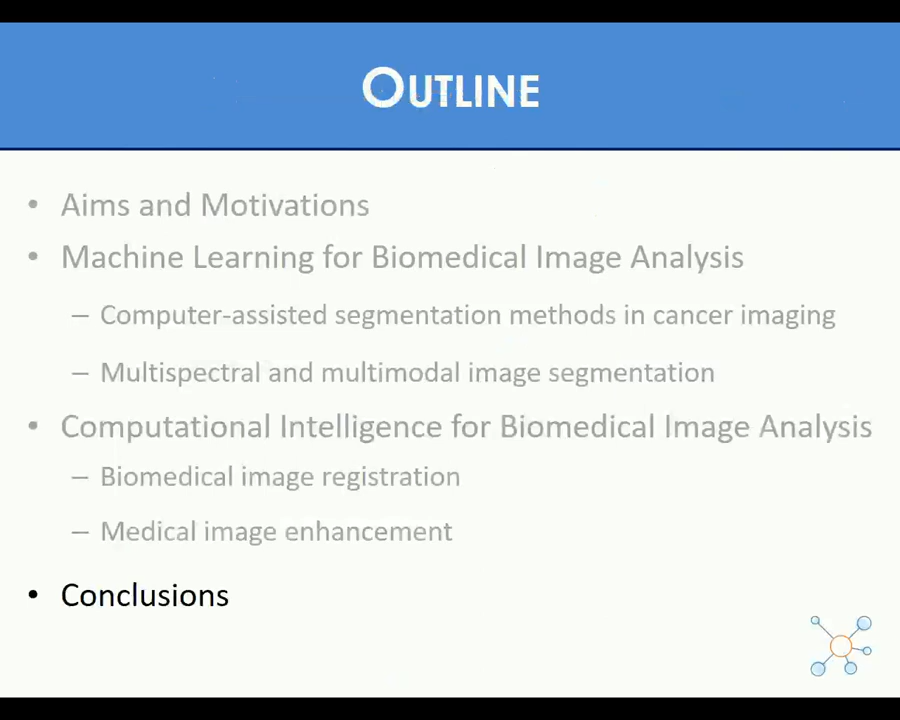 OUTLINE
• Aims and Motivations
• Machine Learning for Biomedical Image Analysis
– Computer-assisted segmentation methods in cancer imaging
– Multispectral and multimodal image segmentation
• Computational Intelligence for Biomedical Image Analysis
– Biomedical image registration
– Medical image enhancement
• Conclusions